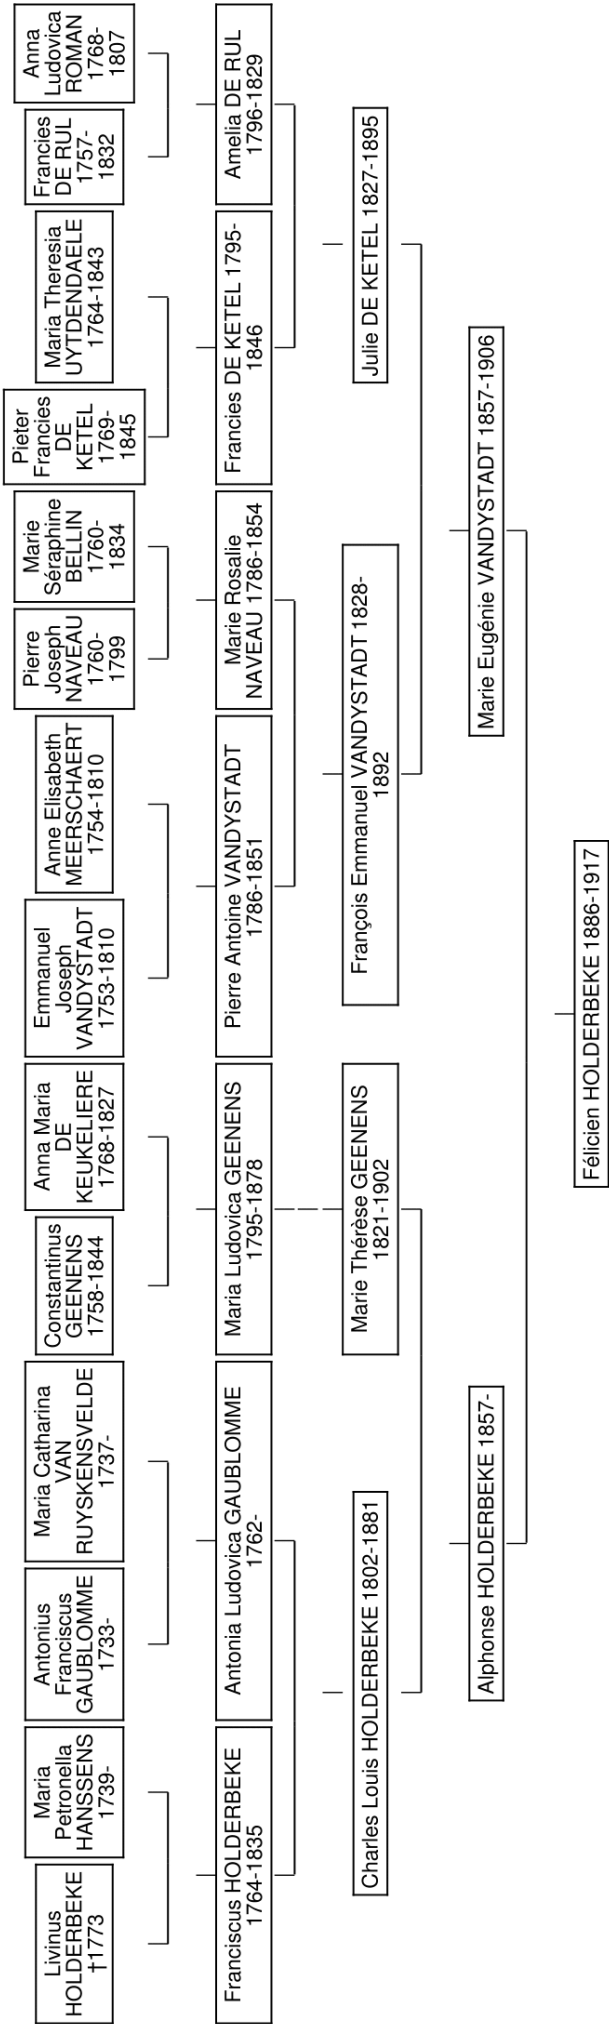 Livinus
HOLDERBEKE
†1773
Maria
Petronella
HANSSENS
1739-
Antonius
Franciscus
GAUBLOMME
1733-
Maria Catharina
VAN
RUYSKENSVELDE
1737-
Constantinus
GEENENS
1758-1844
Anna Maria
DE
KEUKELIERE
1768-1827
Emmanuel
Joseph
VANDYSTADT
1753-1810
Anne Elisabeth
MEERSCHAERT
1754-1810
Pierre
Joseph
NAVEAU
1760-
1799
Marie
Séraphine
BELLIN
1760-
1834
Pieter
Francies
DE
KETEL
1769-
1845
Maria Theresia
UYTDENDAELE
1764-1843
Francies
DE RUL
1757-
1832
Anna
Ludovica
ROMAN
1768-
1807
Franciscus HOLDERBEKE
1764-1835
Antonia Ludovica GAUBLOMME
1762-
Maria Ludovica GEENENS
1795-1878
Pierre Antoine VANDYSTADT
1786-1851
Marie Rosalie
NAVEAU 1786-1854
Francies DE KETEL 1795-
1846
Amelia DE RUL
1796-1829
Charles Louis HOLDERBEKE 1802-1881
Marie Thérèse GEENENS
1821-1902
François Emmanuel VANDYSTADT 1828-
1892
Julie DE KETEL 1827-1895
Alphonse HOLDERBEKE 1857-
Marie Eugénie VANDYSTADT 1857-1906
Félicien HOLDERBEKE 1886-1917